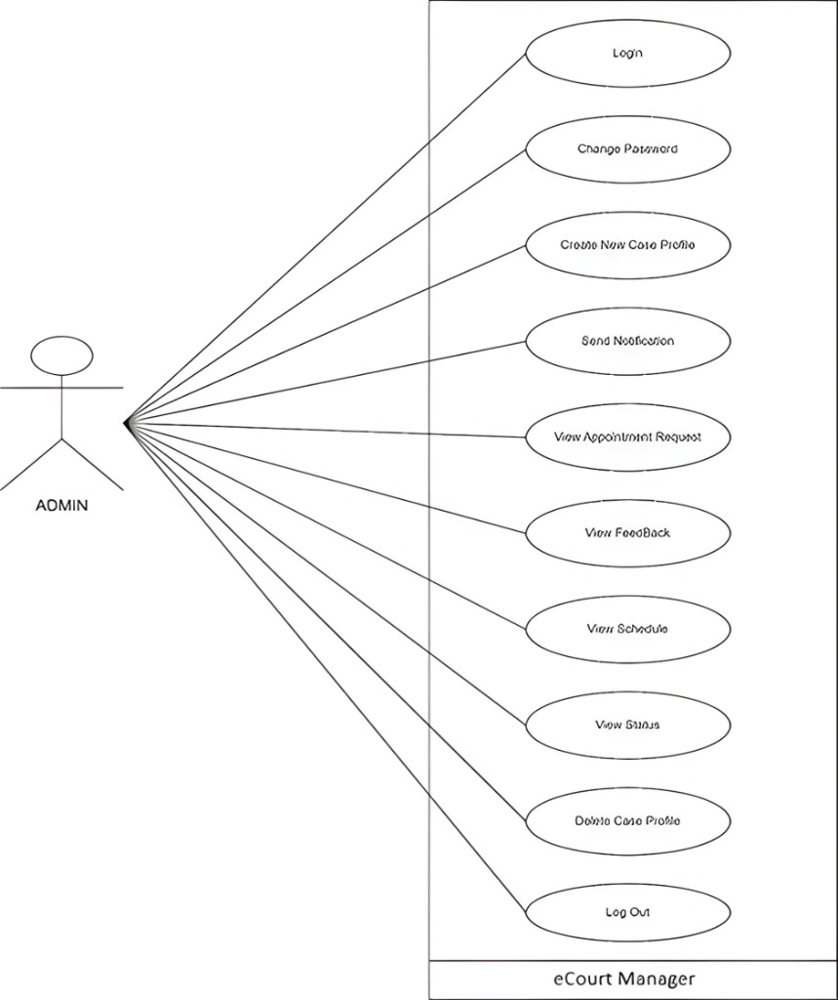 Login
Change Password
Create New Case Profile
Send Notification
View Appointment Request
View FeedBack
View Schedule
View Status
Delete Case Profile
Log Out
ADMIN
eCourt Manager